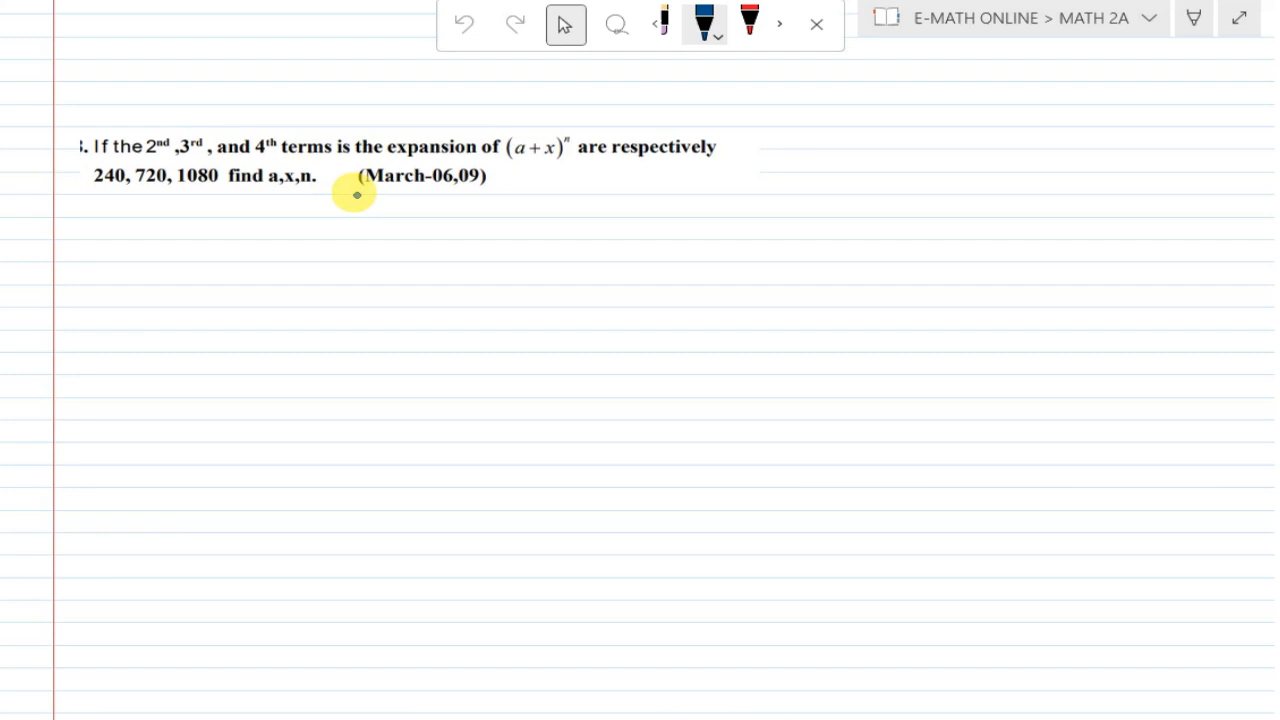 E-MATH ONLINE > MATH 2A
. If the 2nd ,3rd , and 4th terms is the expansion of (a + x)^n are respectively
240, 720, 1080 find a,x,n. (March-06,09)